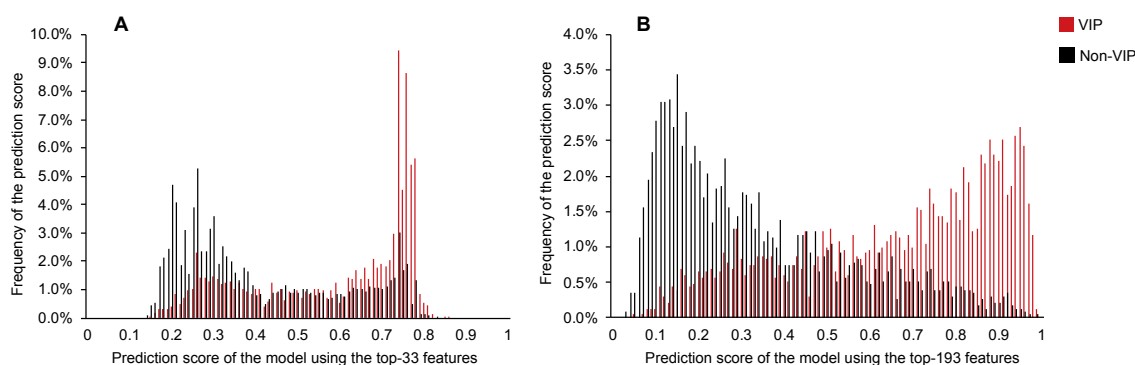 A
Frequency of the prediction score
10.0%
9.0%
8.0%
7.0%
6.0%
5.0%
4.0%
3.0%
2.0%
1.0%
0.0%
0 0.1 0.2 0.3 0.4 0.5 0.6 0.7 0.8 0.9 1
Prediction score of the model using the top-33 features
B
Frequency of the prediction score
4.0%
3.5%
3.0%
2.5%
2.0%
1.5%
1.0%
0.5%
0.0%
0 0.1 0.2 0.3 0.4 0.5 0.6 0.7 0.8 0.9 1
Prediction score of the model using the top-193 features
VIP
Non-VIP